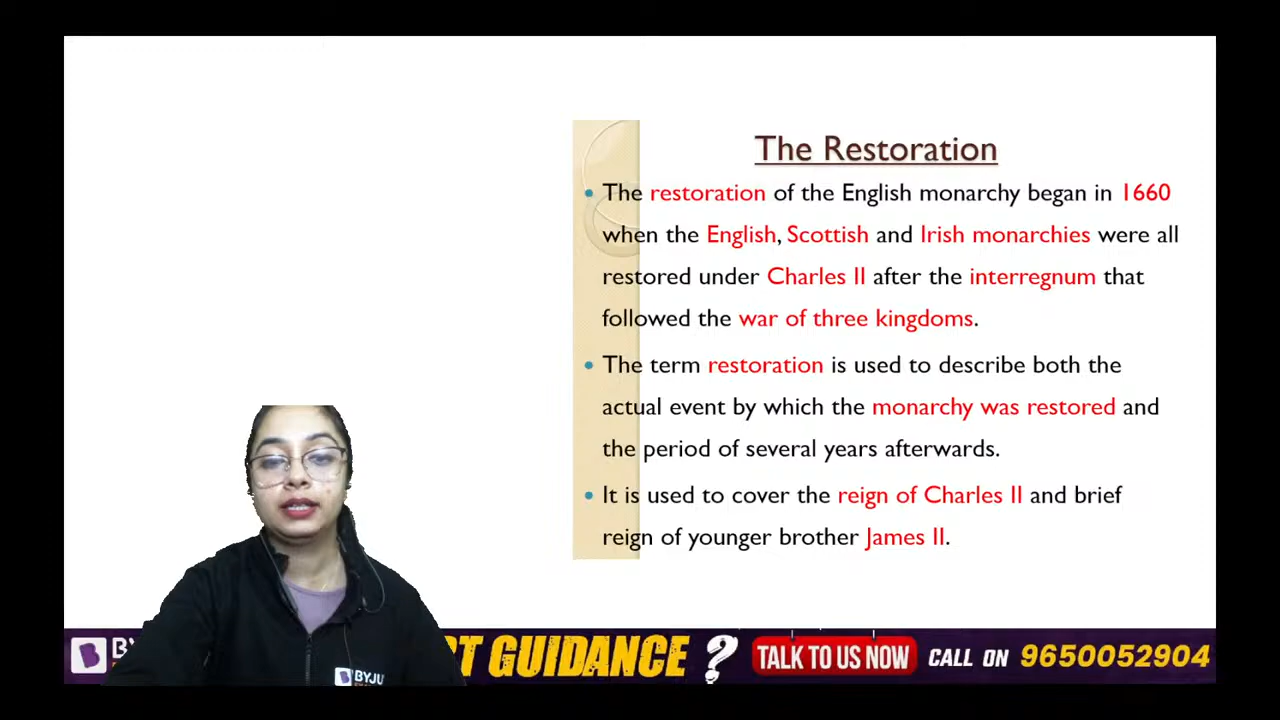 The Restoration
The restoration of the English monarchy began in 1660
when the English, Scottish and Irish monarchies were all
restored under Charles II after the interregnum that
followed the war of three kingdoms.
The term restoration is used to describe both the
actual event by which the monarchy was restored and
the period of several years afterwards.
It is used to cover the reign of Charles II and brief
reign of younger brother James II.
GUIDANCE ? TALK TO US NOW CALL ON 9650052904